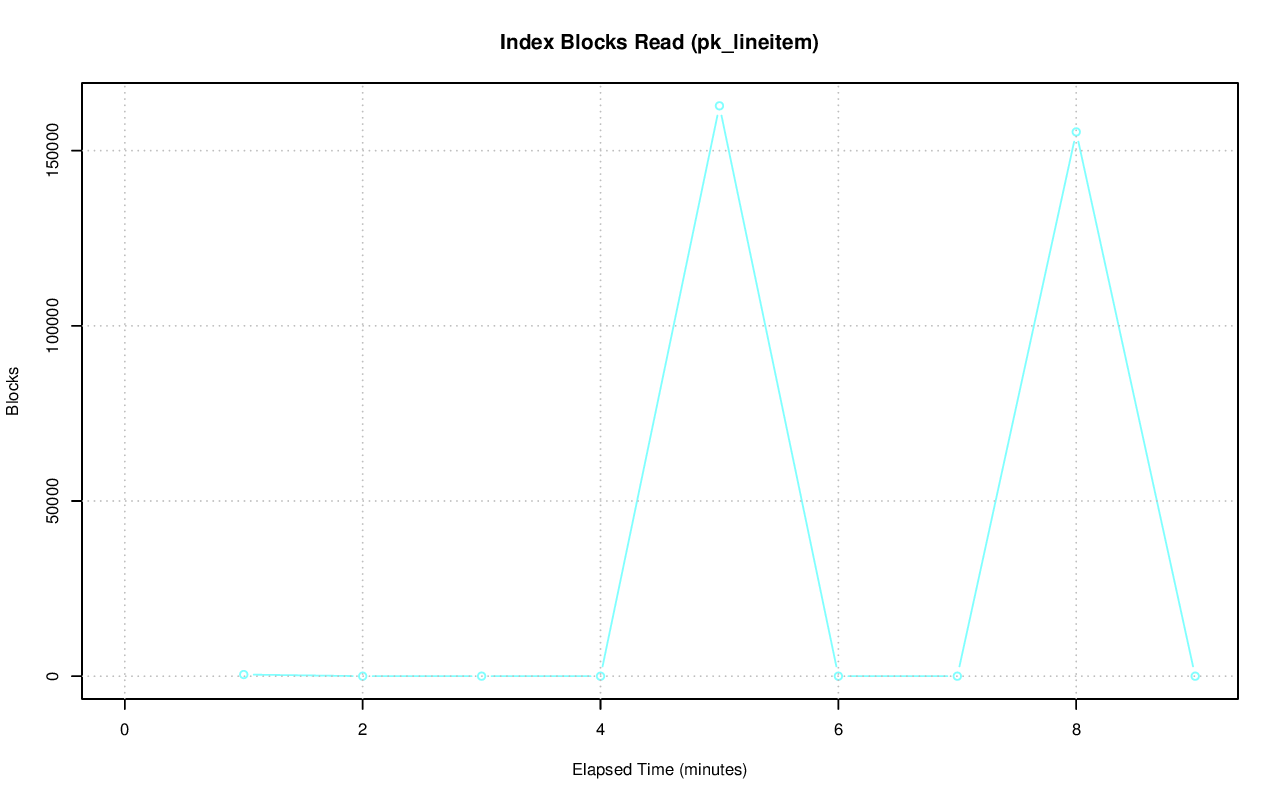 Index Blocks Read (pk_lineitem)
150000
100000
50000
0
Blocks
0 2 4 6 8
Elapsed Time (minutes)